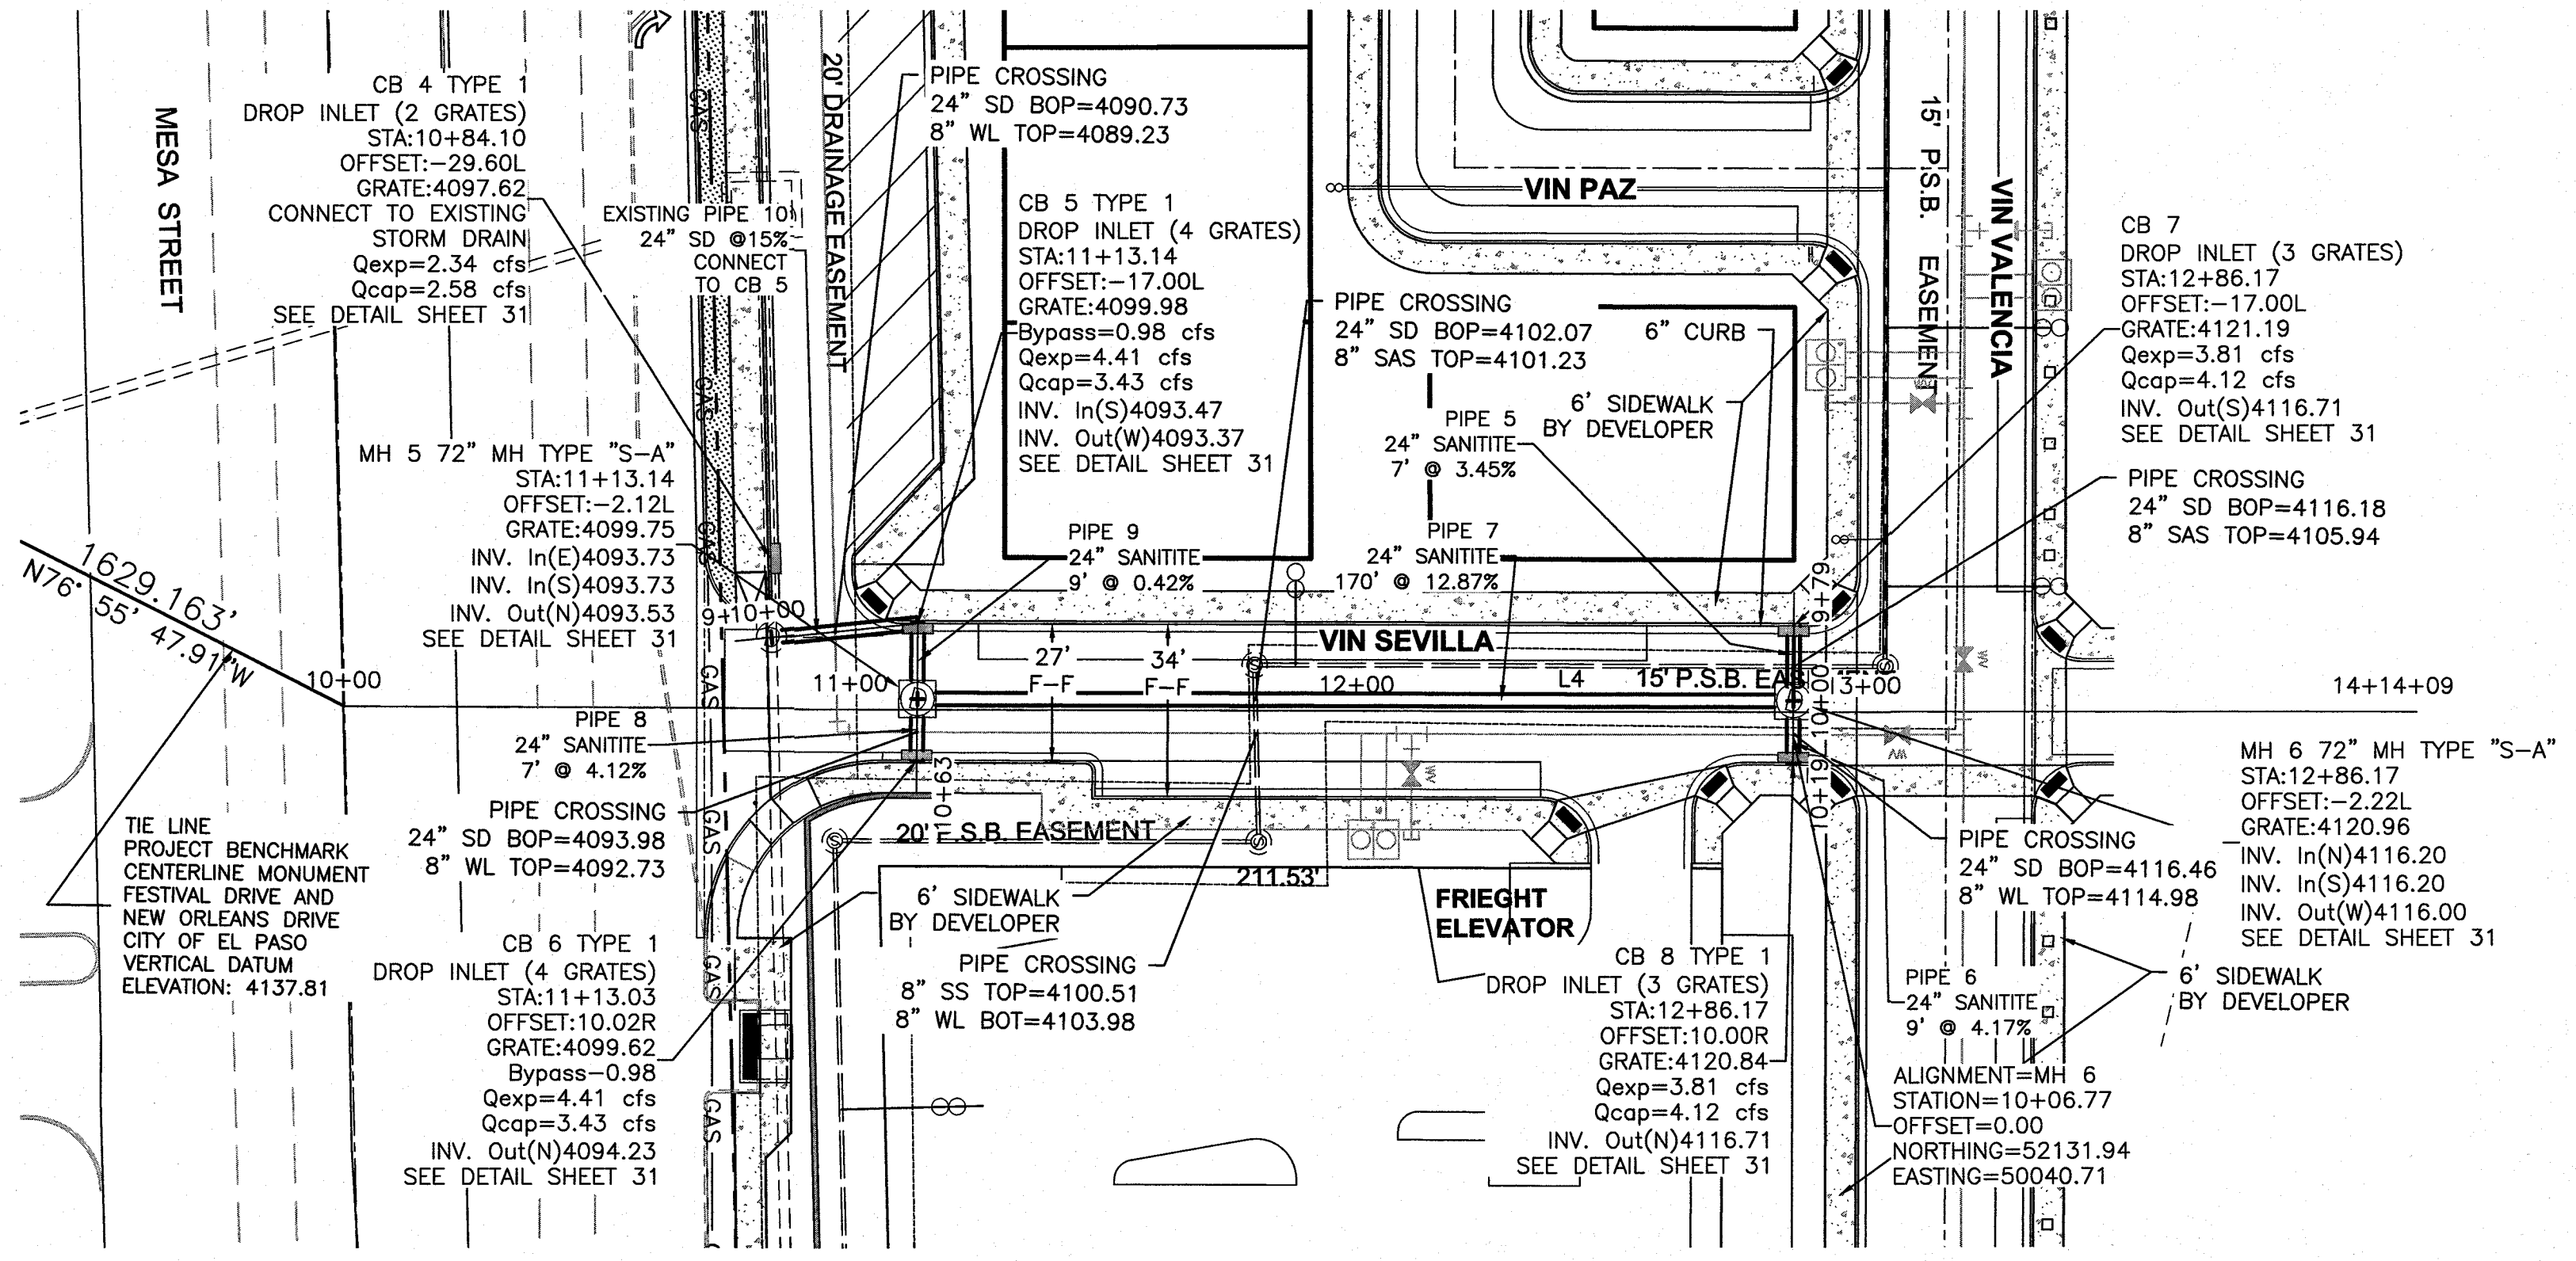 CB 4 TYPE 1
DROP INLET (2 GRATES)
STA:10+84.10
OFFSET:-29.60L
GRATE:4097.62
CONNECT TO EXISTING
STORM DRAIN
Qexp=2.34 cfs
Qcap=2.58 cfs
SEE DETAIL SHEET 31
MESA STREET
EXISTING PIPE 10
24" SD @15%
CONNECT
TO CB 5
20' DRAINAGE EASEMENT
PIPE CROSSING
24" SD BOP=4090.73
8" WL TOP=4089.23
CB 5 TYPE 1
DROP INLET (4 GRATES)
STA:11+13.14
OFFSET:-17.00L
GRATE:4099.98
Bypass=0.98 cfs
Qexp=4.41 cfs
Qcap=3.43 cfs
INV. In(S)4093.47
INV. Out(W)4093.37
SEE DETAIL SHEET 31
VIN PAZ
PIPE CROSSING
24" SD BOP=4102.07
8" SAS TOP=4101.23
6" CURB
6' SIDEWALK
BY DEVELOPER
PIPE 5
24" SANITITE
7' @ 3.45%
PIPE 7
24" SANITITE
170' @ 12.87%
PIPE 9
24" SANITITE
9' @ 0.42%
15' P.S.B. EASEMENT
VIN VALENCIA
CB 7
DROP INLET (3 GRATES)
STA:12+86.17
OFFSET:-17.00L
GRATE:4121.19
Qexp=3.81 cfs
Qcap=4.12 cfs
INV. Out(S)4116.71
SEE DETAIL SHEET 31
PIPE CROSSING
24" SD BOP=4116.18
8" SAS TOP=4105.94
MH 5 72" MH TYPE "S-A"
STA:11+13.14
OFFSET:-2.12L
GRATE:4099.75
INV. In(E)4093.73
INV. In(S)4093.73
INV. Out(N)4093.53
SEE DETAIL SHEET 31
GAS
GAS
GAS
GAS
GAS
GAS
GAS
1629.163'
N76° 55' 47.91"W
10+00
9+
10+00
11+00
27'
F-F
34'
F-F
VIN SEVILLA
12+00
L4
15' P.S.B. EAS
13+00
9+79
10+00
10+19
10+63
14+14+09
WV
WV
WV
WV
PIPE 8
24" SANITITE
7' @ 4.12%
PIPE CROSSING
24" SD BOP=4093.98
8" WL TOP=4092.73
TIE LINE
PROJECT BENCHMARK
CENTERLINE MONUMENT
FESTIVAL DRIVE AND
NEW ORLEANS DRIVE
CITY OF EL PASO
VERTICAL DATUM
ELEVATION: 4137.81
CB 6 TYPE 1
DROP INLET (4 GRATES)
STA:11+13.03
OFFSET:10.02R
GRATE:4099.62
Bypass-0.98
Qexp=4.41 cfs
Qcap=3.43 cfs
INV. Out(N)4094.23
SEE DETAIL SHEET 31
20' P.S.B. EASEMENT
211.53'
6' SIDEWALK
BY DEVELOPER
PIPE CROSSING
8" SS TOP=4100.51
8" WL BOT=4103.98
FRIEGHT
ELEVATOR
CB 8 TYPE 1
DROP INLET (3 GRATES)
STA:12+86.17
OFFSET:10.00R
GRATE:4120.84
Qexp=3.81 cfs
Qcap=4.12 cfs
INV. Out(N)4116.71
SEE DETAIL SHEET 31
PIPE CROSSING
24" SD BOP=4116.46
8" WL TOP=4114.98
MH 6 72" MH TYPE "S-A"
STA:12+86.17
OFFSET:-2.22L
GRATE:4120.96
INV. In(N)4116.20
INV. In(S)4116.20
INV. Out(W)4116.00
SEE DETAIL SHEET 31
PIPE 6
24" SANITITE
9' @ 4.17%
6' SIDEWALK
BY DEVELOPER
ALIGNMENT=MH 6
STATION=10+06.77
OFFSET=0.00
NORTHING=52131.94
EASTING=50040.71